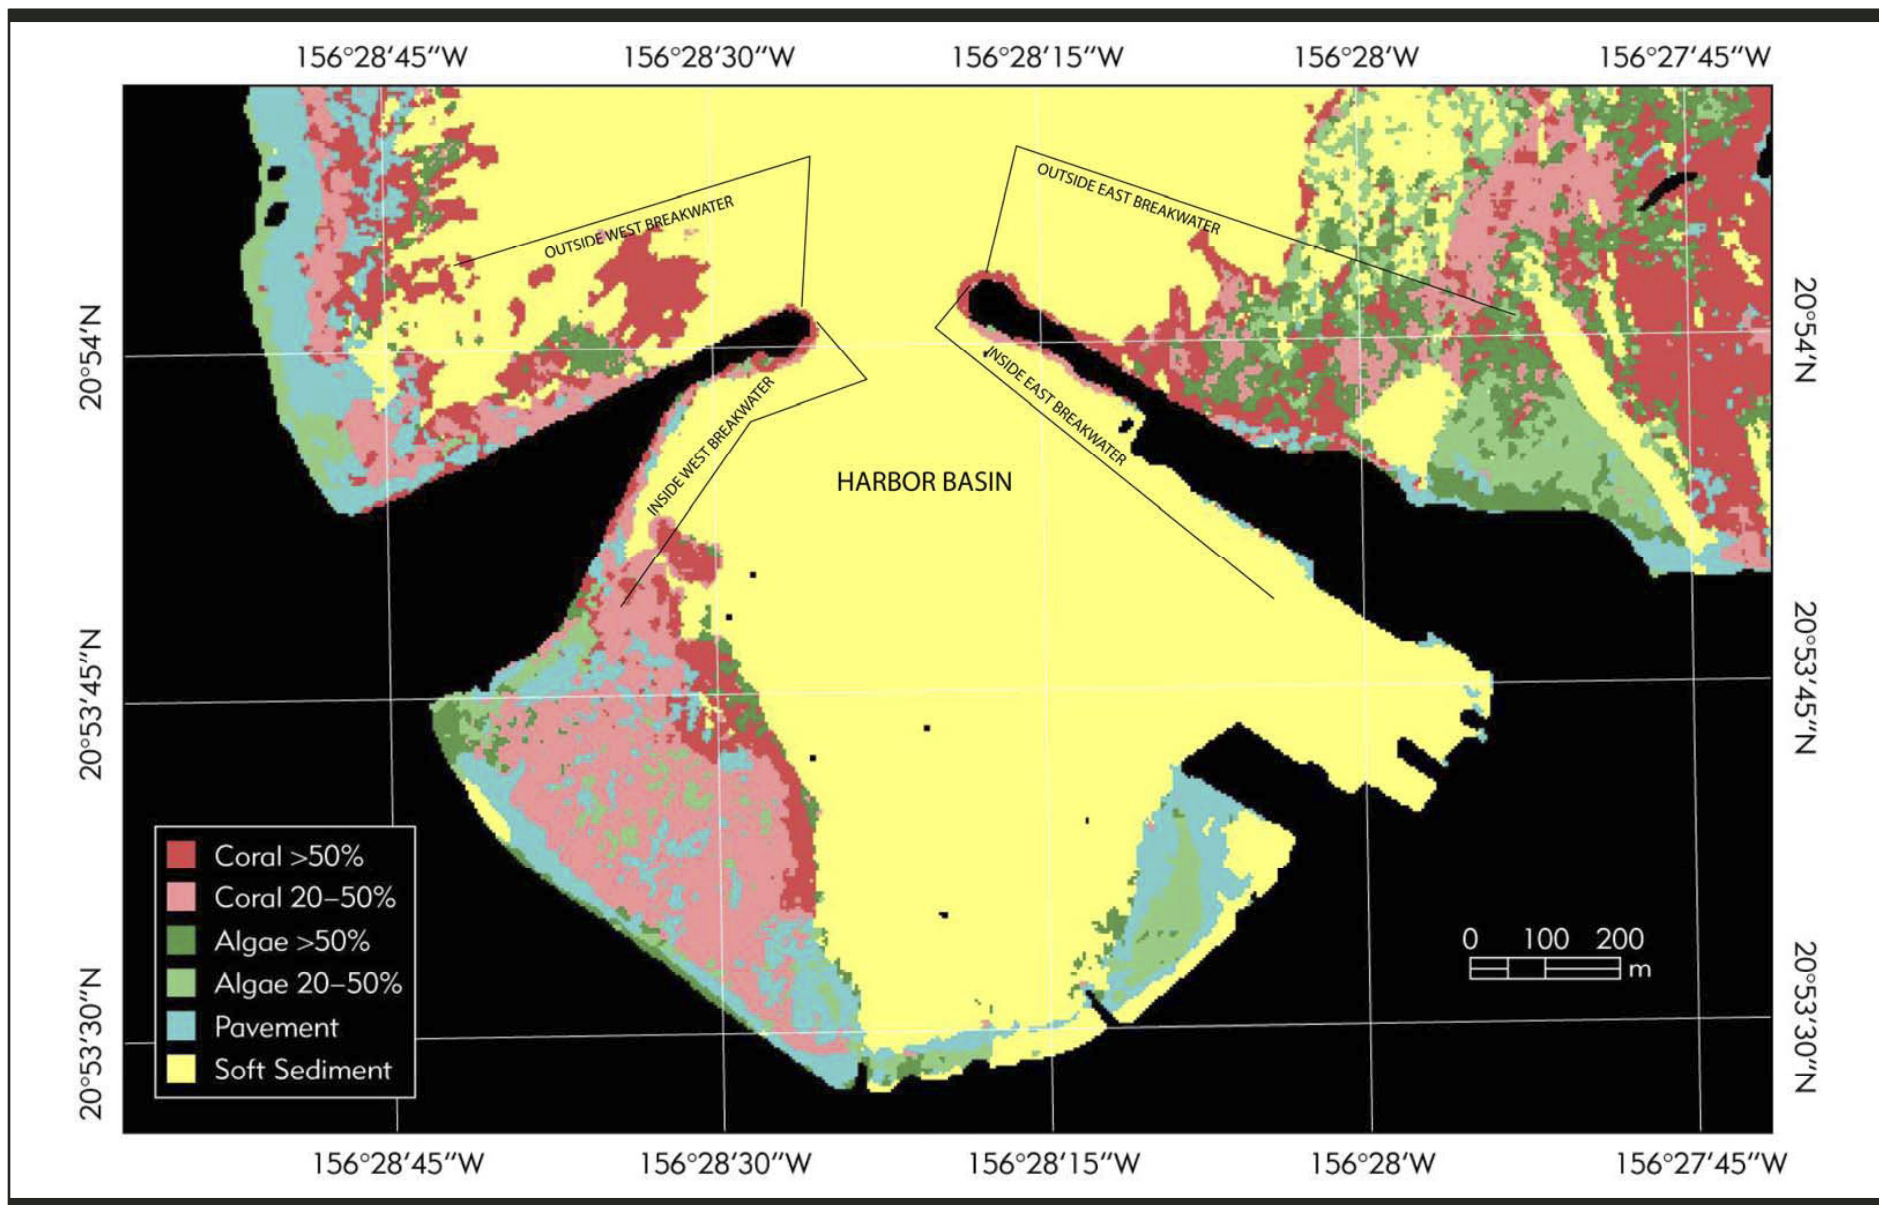 156°28'45"W 156°28'30"W 156°28'15"W 156°28'W 156°27'45"W
OUTSIDE WEST BREAKWATER
OUTSIDE EAST BREAKWATER
20°54'N
20°54'N
INSIDE WEST BREAKWATER
INSIDE EAST BREAKWATER
HARBOR BASIN
20°53'45"N
20°53'45"N
Coral >50%
Coral 20–50%
Algae >50%
Algae 20–50%
Pavement
Soft Sediment
0 100 200
m
20°53'30"N
20°53'30"N
156°28'45"W 156°28'30"W 156°28'15"W 156°28'W 156°27'45"W